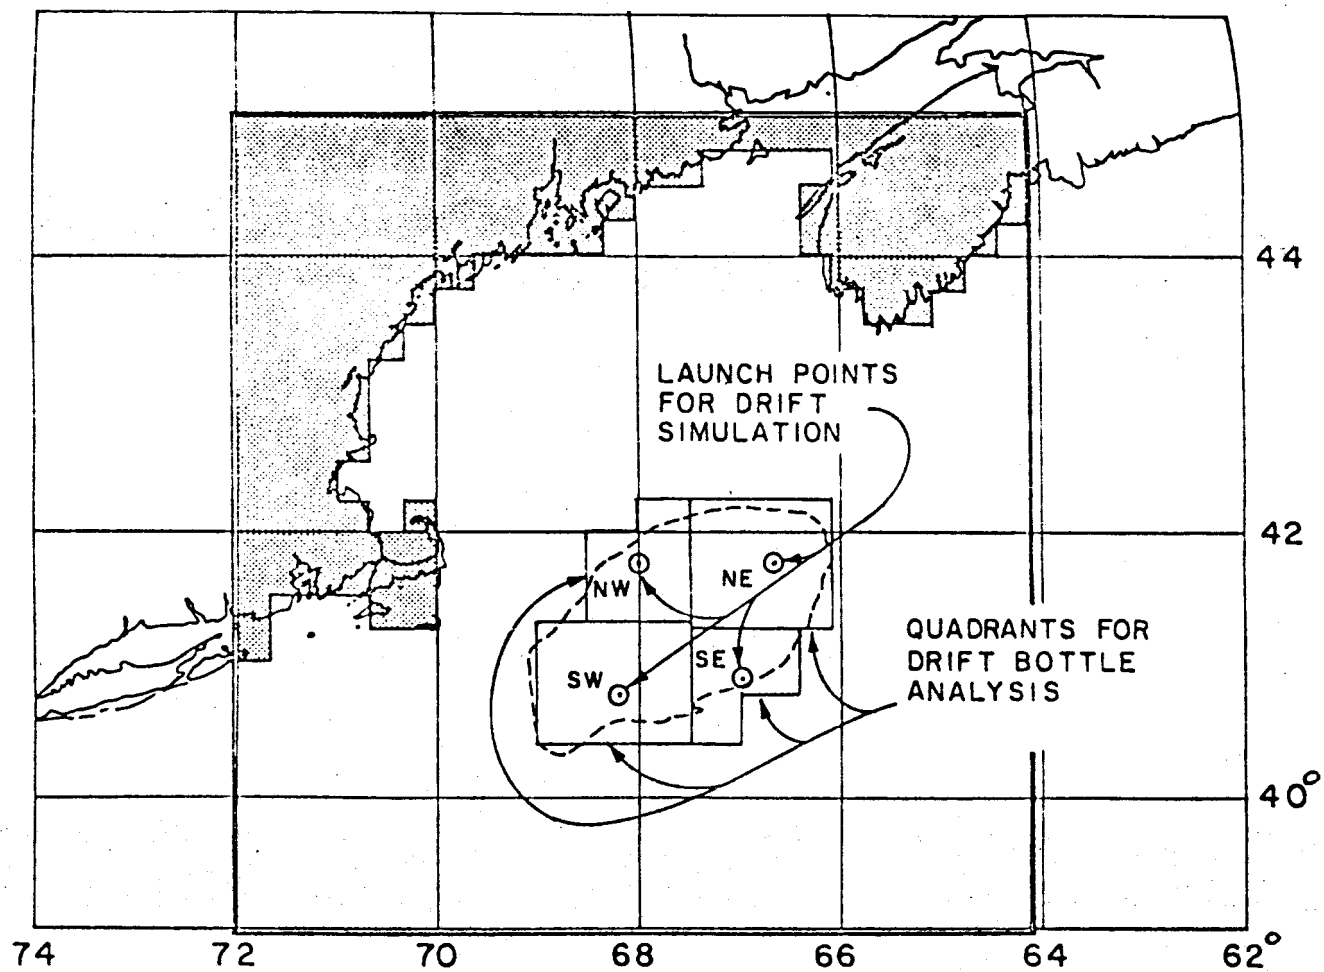 44
LAUNCH POINTS
FOR DRIFT
SIMULATION
42
NW
NE
QUADRANTS FOR
DRIFT BOTTLE
ANALYSIS
SW
SE
40°
74
72
70
68
66
64
62°